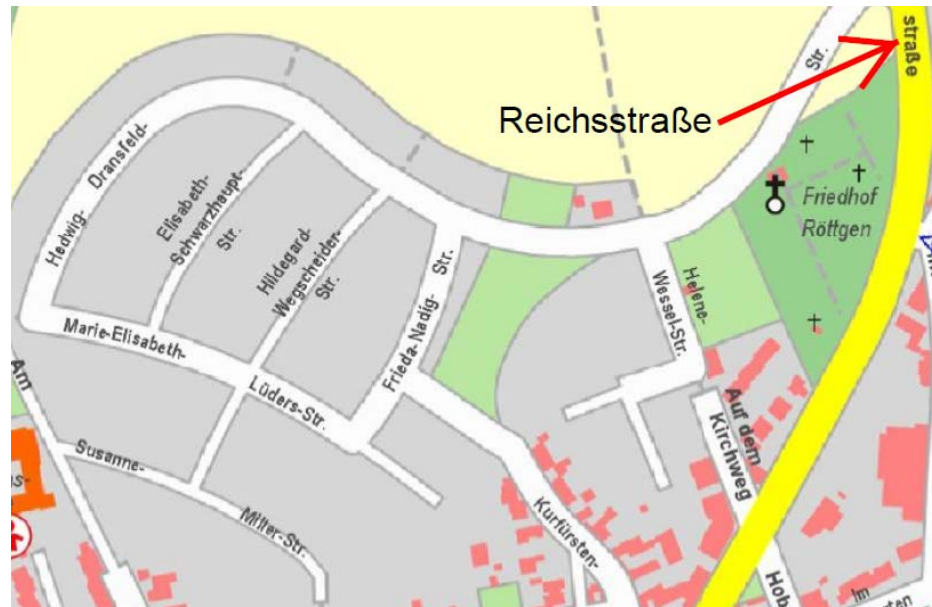 straße
Str.
Reichsstraße
Dransfeld-
Hedwig-
Elisabeth-
Schwarzhaupt-
Str.
Hildegard-
Wegscheider-
Str.
Str.
Frieda-Nadig-
Friedhof
Röttgen
Helene-
Wessel-Str.
Marie-Elisabeth-
Lüders-Str.
Am
Auf dem
Kirchweg
Susanne-
Miller-Str.
Kurfürsten-
Hob